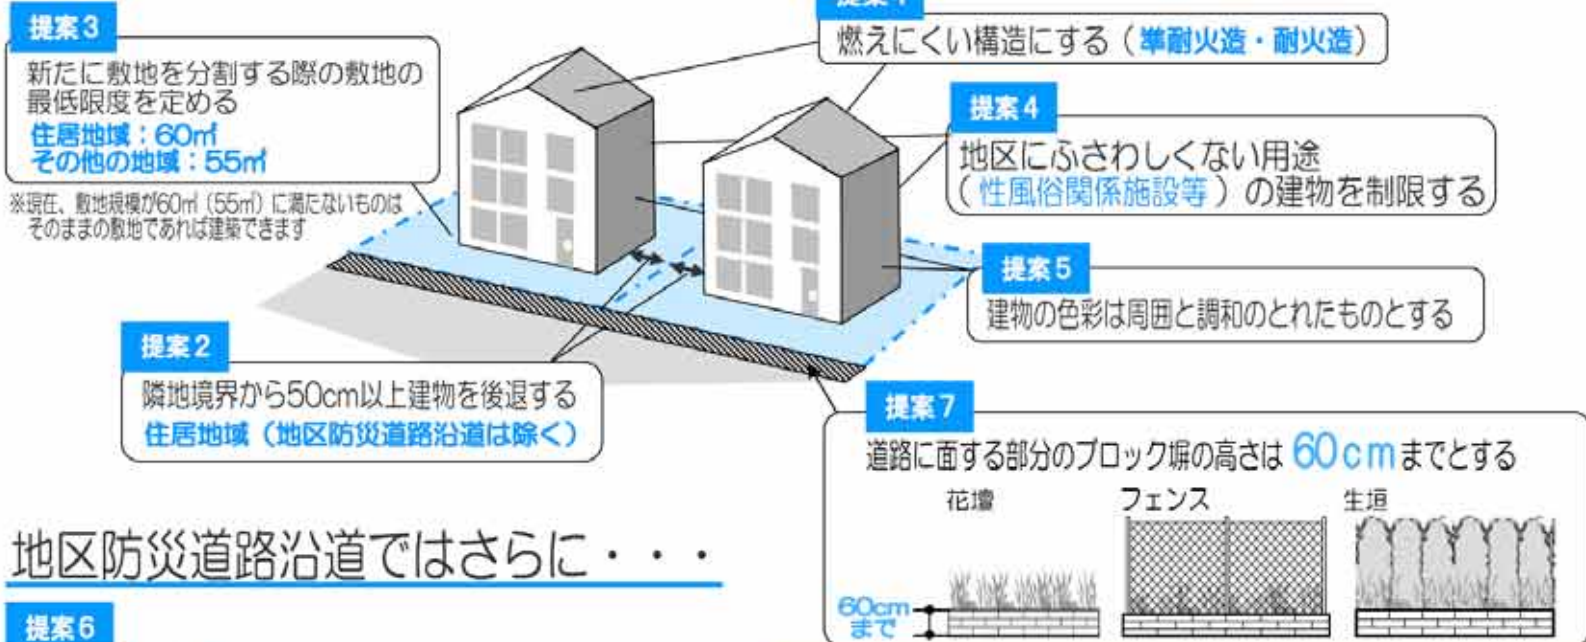 提案3
新たに敷地を分割する際の敷地の
最低限度を定める
住居地域：60㎡
その他の地域：55㎡
※現在、敷地規模が60㎡（55㎡）に満たないものは
そのままの敷地であれば建築できます
燃えにくい構造にする（準耐火造・耐火造）
提案4
地区にふさわしくない用途
（性風俗関係施設等）の建物を制限する
提案5
建物の色彩は周囲と調和のとれたものとする
提案2
隣地境界から50cm以上建物を後退する
住居地域（地区防災道路沿道は除く）
提案7
道路に面する部分のブロック塀の高さは 60cmまでとする
花壇
フェンス
生垣
60cm
まで
地区防災道路沿道ではさらに・・・
提案6